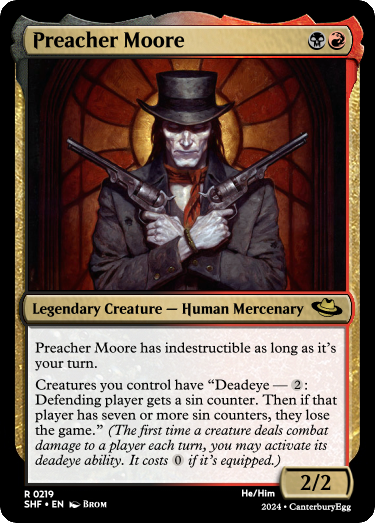 Preacher Moore
Legendary Creature — Human Mercenary
Preacher Moore has indestructible as long as it's
your turn.
Creatures you control have “Deadeye — 2:
Defending player gets a sin counter. Then if that
player has seven or more sin counters, they lose
the game.” (The first time a creature deals combat
damage to a player each turn, you may activate its
deadeye ability. It costs 0 if it's equipped.)
2/2
R 0219
SHF • EN Brom
He/Him
2024 • CanterburyEgg